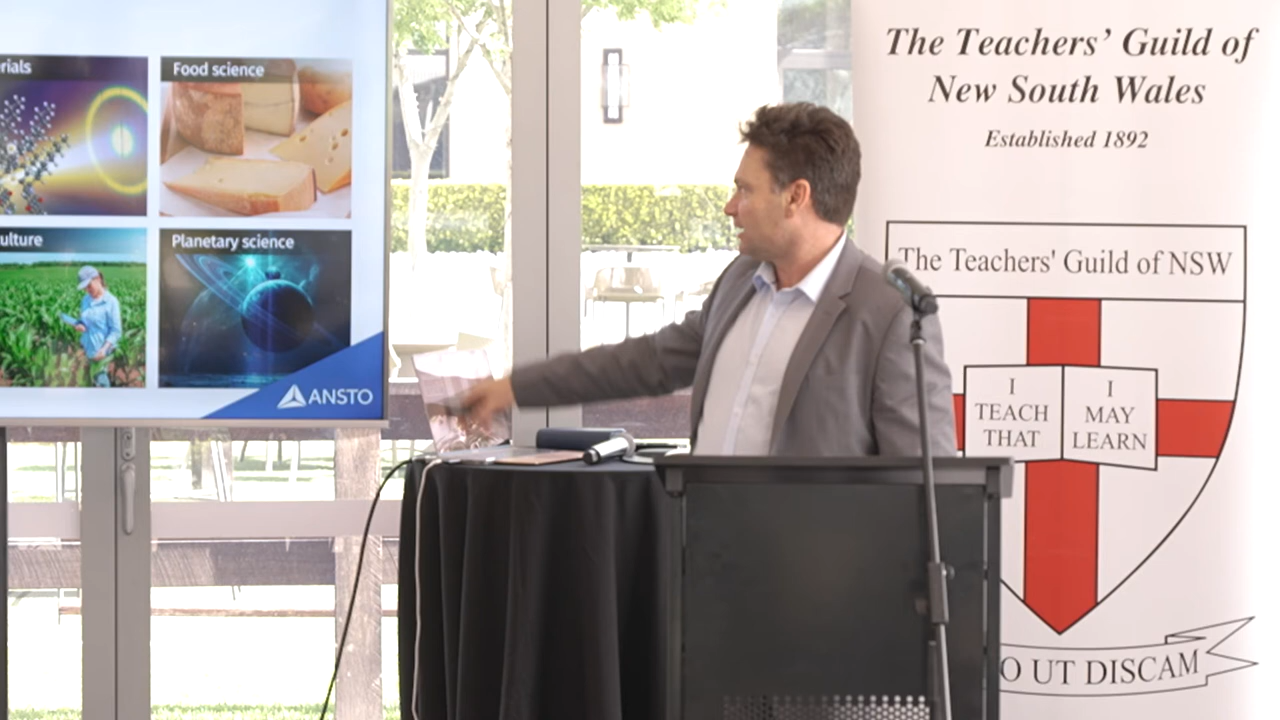 rials
Food science
ulture
Planetary science
ANSTO
The Teachers' Guild of
New South Wales
Established 1892
The Teachers' Guild of NSW
I
TEACH
THAT
I
MAY
LEARN
O UT DISCAM